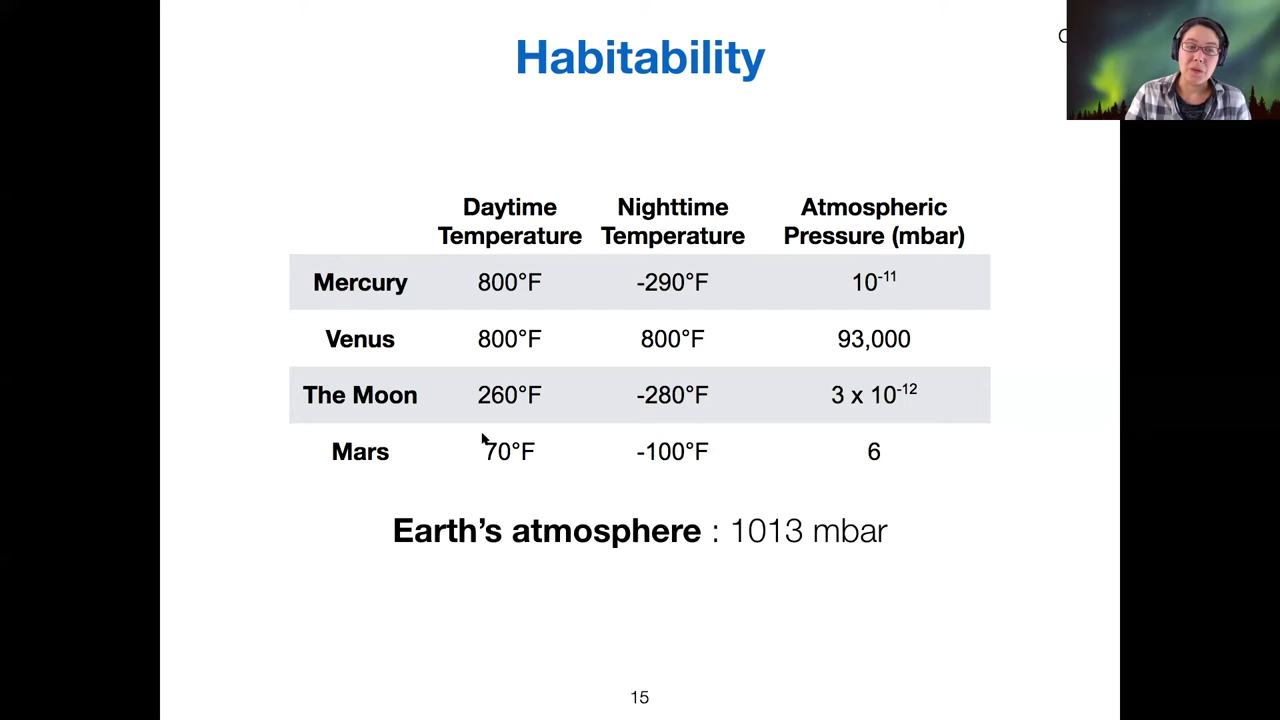 Habitability
Daytime Temperature Nighttime Temperature Atmospheric Pressure (mbar)
Mercury 800°F -290°F 10⁻¹¹
Venus 800°F 800°F 93,000
The Moon 260°F -280°F 3 x 10⁻¹²
Mars 70°F -100°F 6
Earth’s atmosphere : 1013 mbar
15